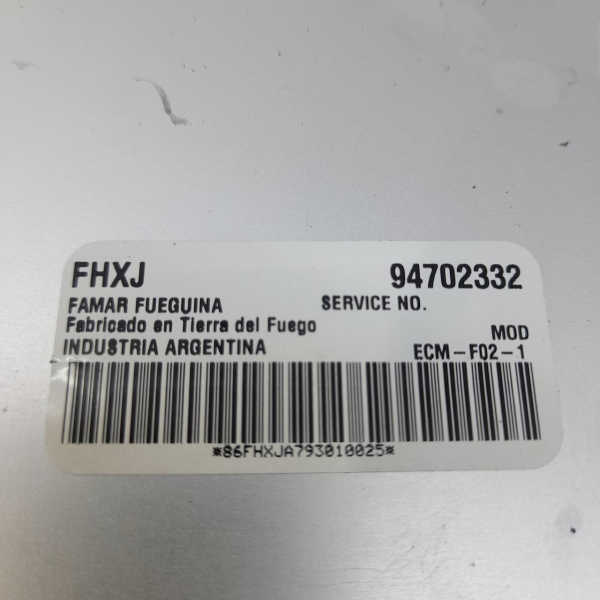 FHXJ 94702332
FAMAR FUEGUINA SERVICE NO.
Fabricado en Tierra del Fuego
INDUSTRIA ARGENTINA MOD
ECM-F02-1
*86FHXJA793010025*